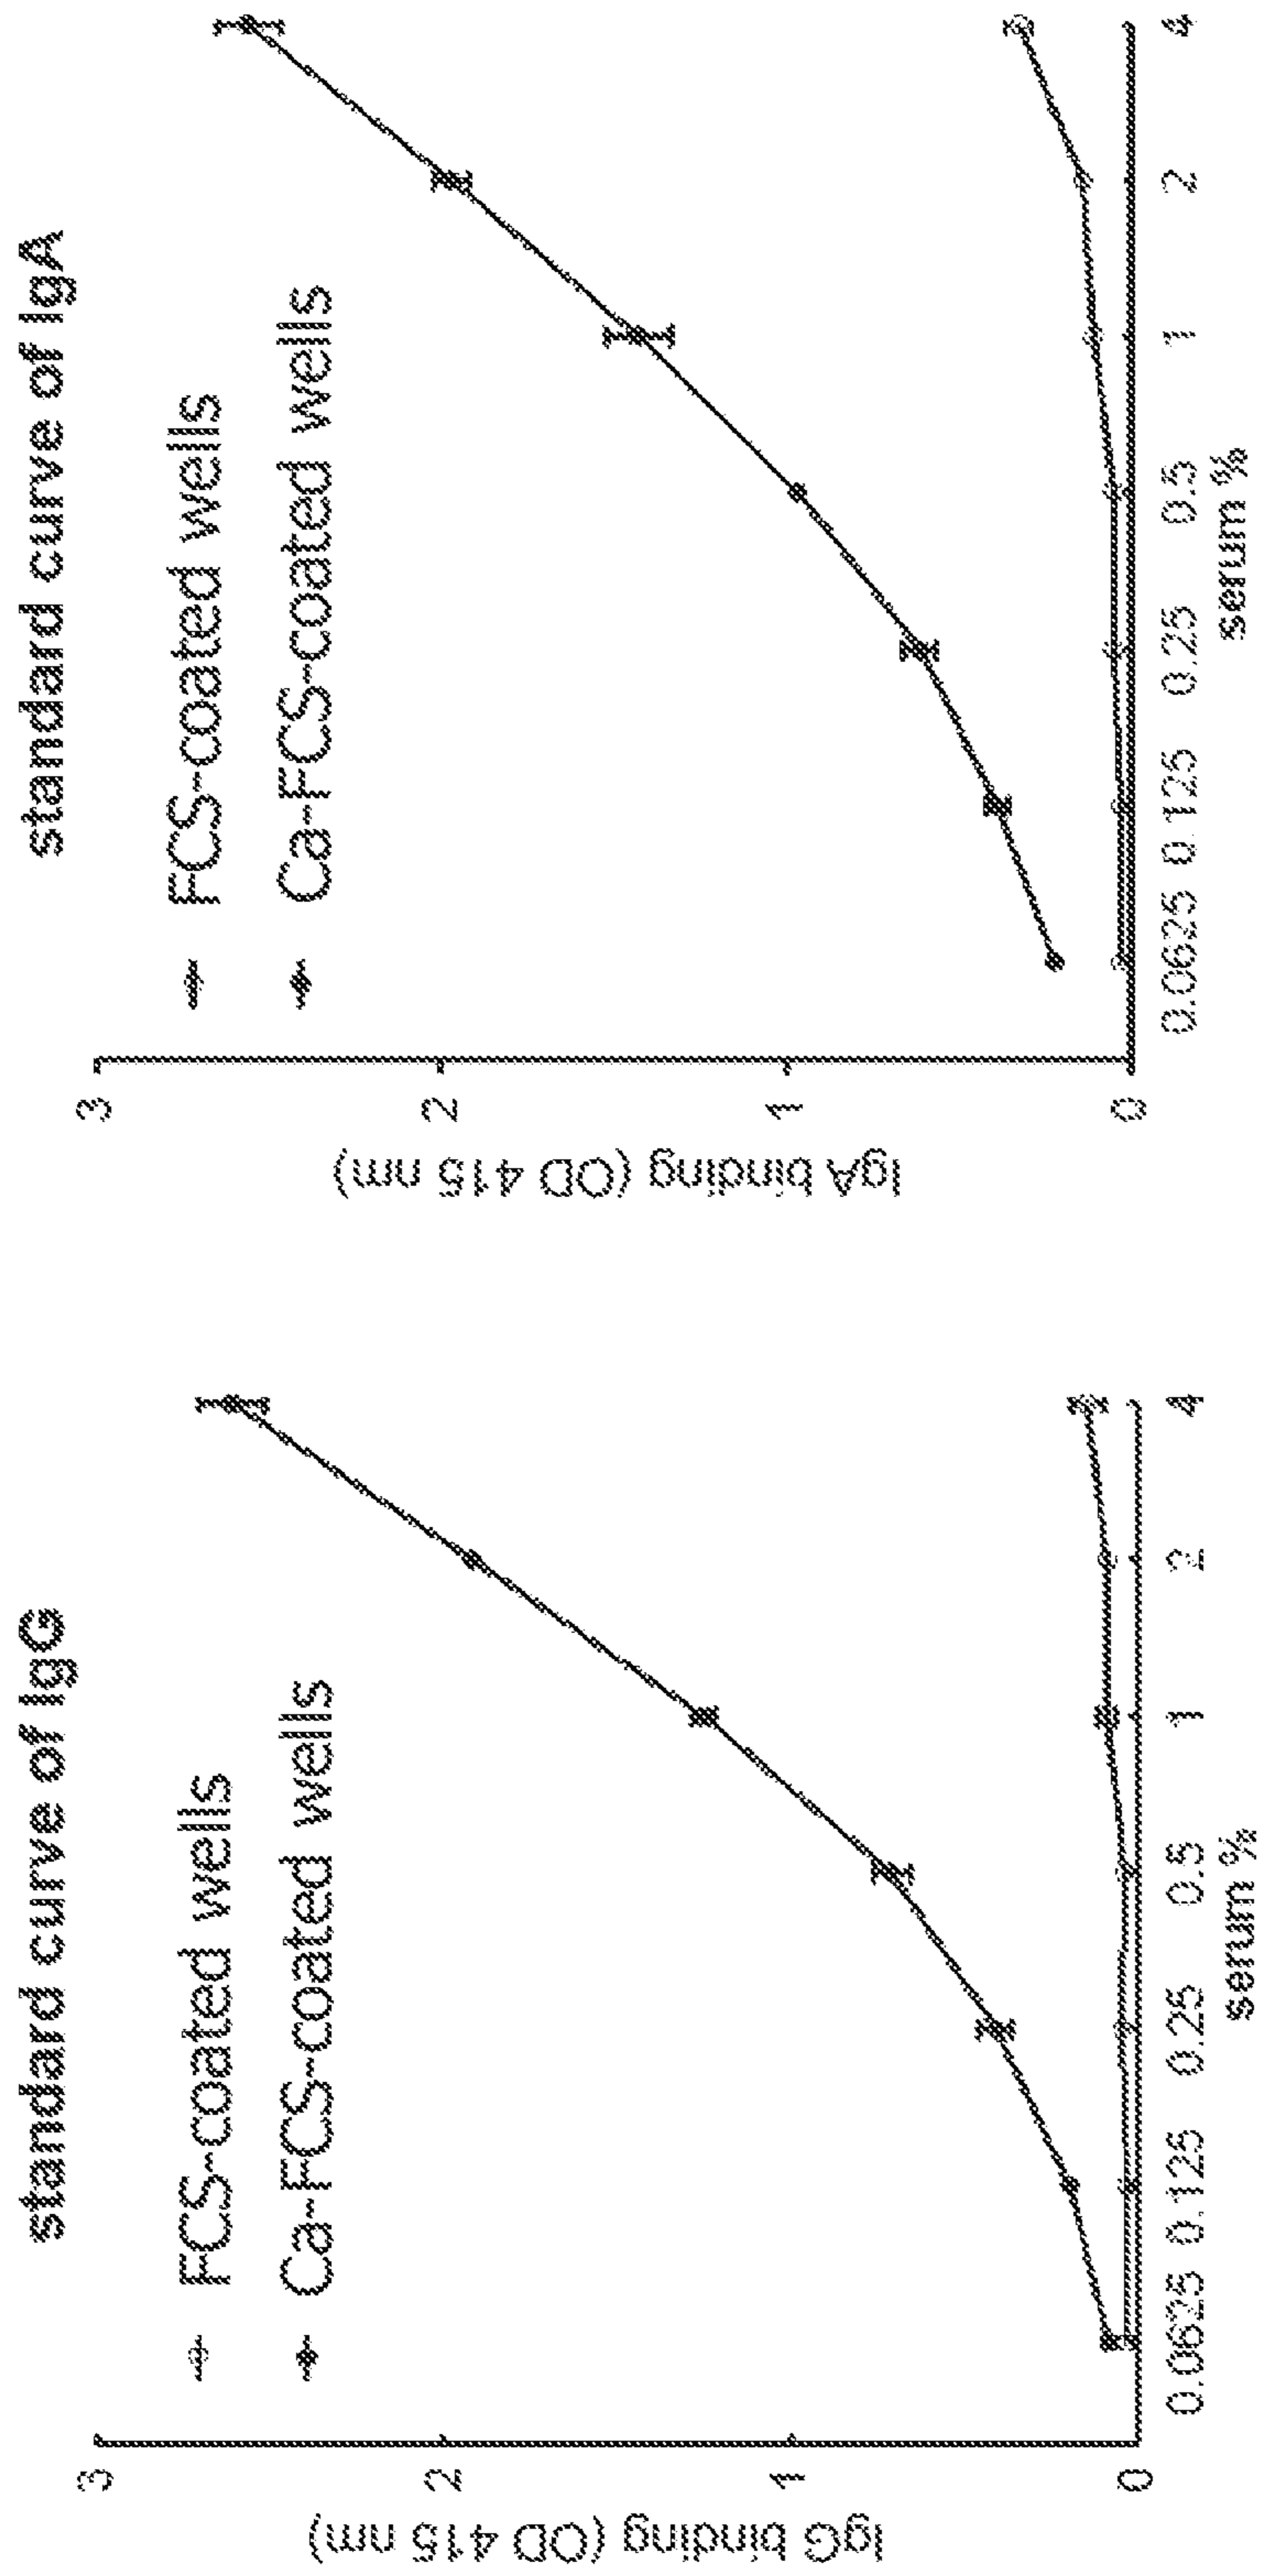 standard curve of IgG
FCS-coated wells
Ca-FCS-coated wells
IgG binding (OD 415 nm)
3
2
1
0
0.0625 0.125 0.25 0.5 1 2 4
serum %
standard curve of IgA
FCS-coated wells
Ca-FCS-coated wells
IgA binding (OD 415 nm)
3
2
1
0
0.0625 0.125 0.25 0.5 1 2 4
serum %